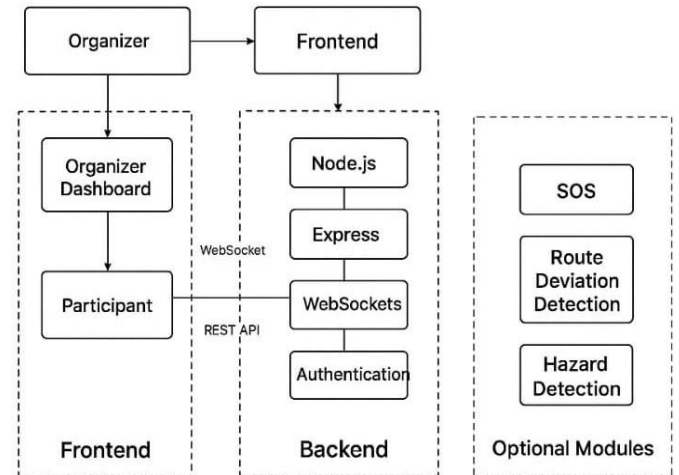 Organizer
Frontend
Organizer
Dashboard
Participant
Frontend
WebSocket
REST API
Node.js
Express
WebSockets
Authentication
Backend
SOS
Route
Deviation
Detection
Hazard
Detection
Optional Modules